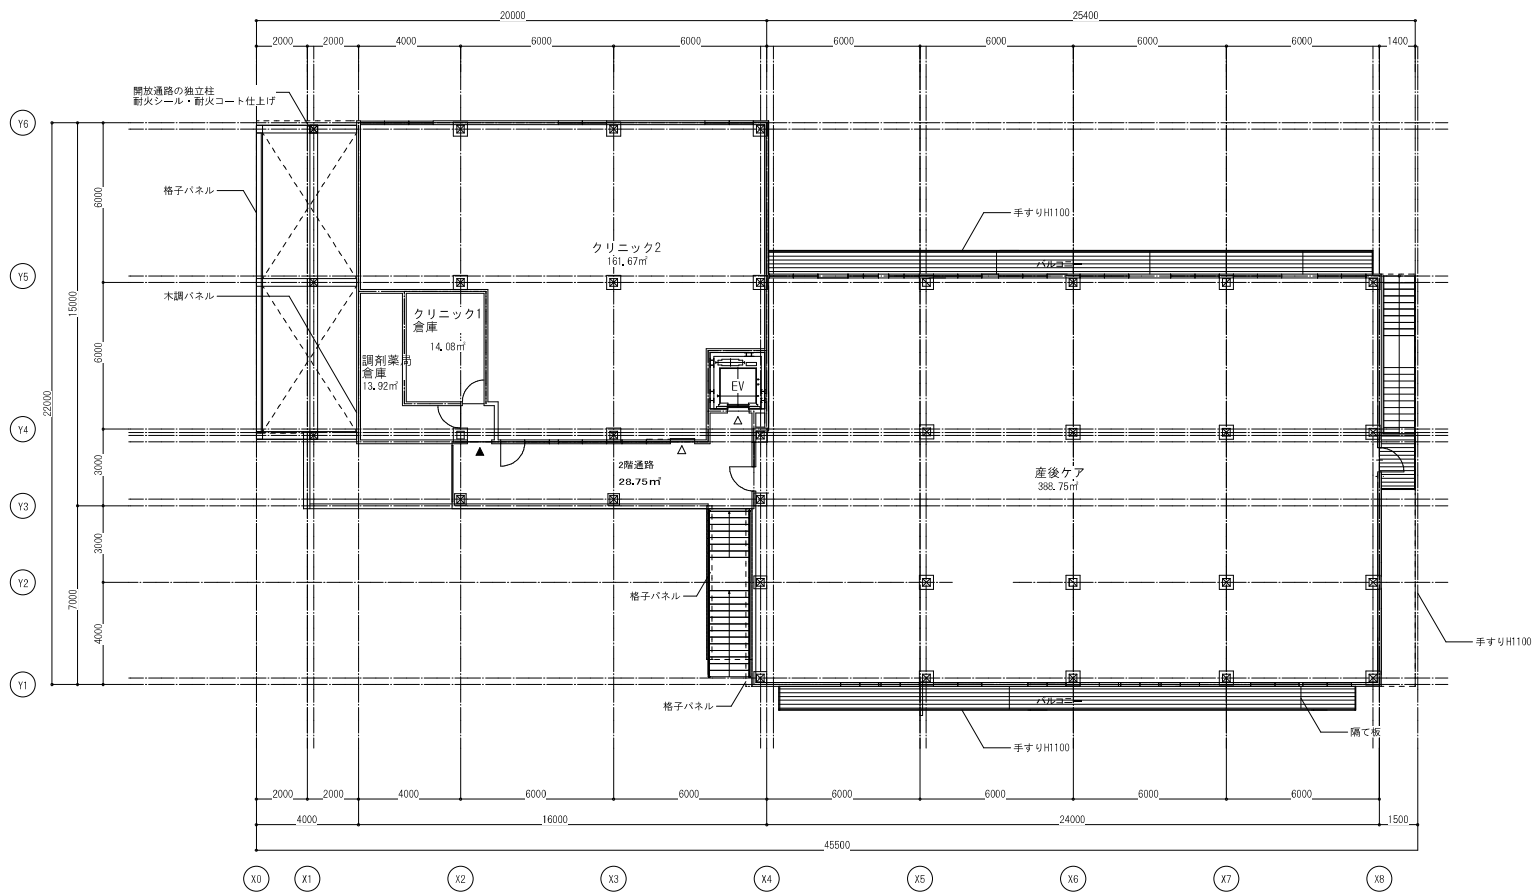 20000
25400
2000
2000
4000
6000
6000
6000
6000
6000
6000
1400
開放通路の独立柱
耐火シール・耐火コート仕上げ
Y6
格子パネル
6000
手すりH1100
クリニック2
161.67㎡
バルコニー
Y5
木調パネル
15000
クリニック1
倉庫
14.08㎡
6000
調剤薬局
倉庫
13.92㎡
EV
22000
Y4
3000
2階通路
28.75㎡
産後ケア
388.75㎡
Y3
3000
Y2
格子パネル
7000
4000
手すりH1100
Y1
格子パネル
バルコニー
隔て板
手すりH1100
2000
2000
4000
6000
6000
6000
6000
6000
6000
4000
16000
24000
1500
45500
X0
X1
X2
X3
X4
X5
X6
X7
X8